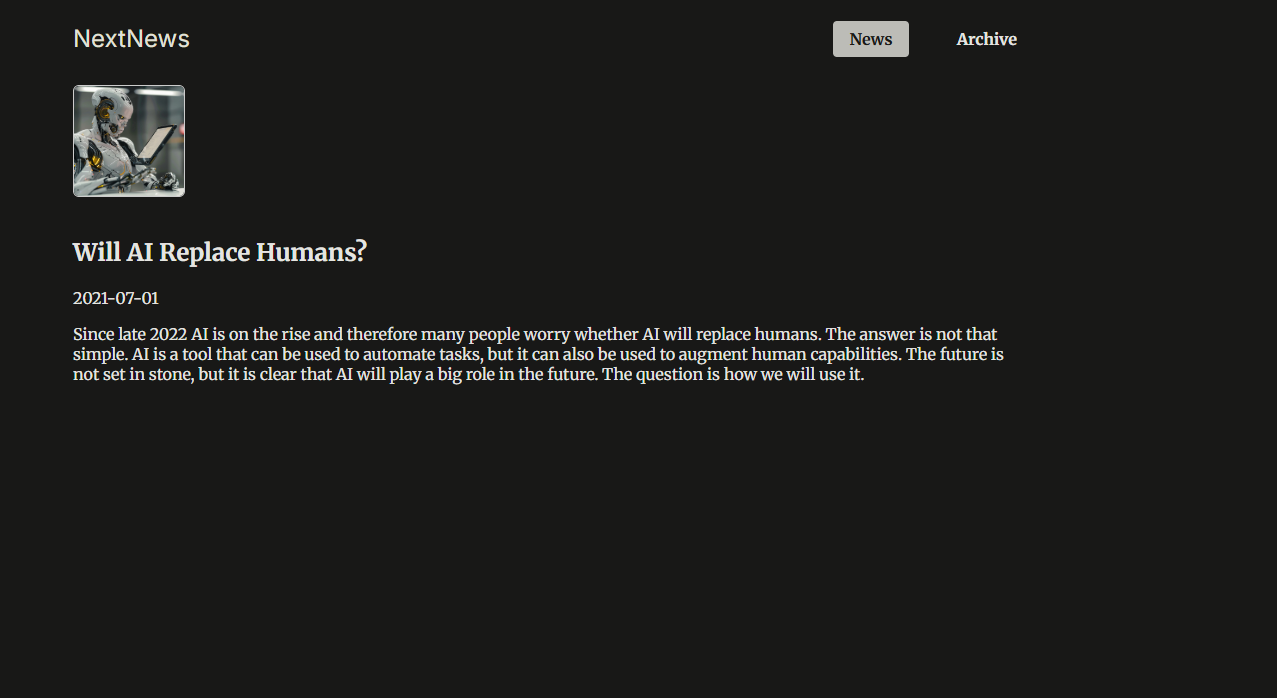 NextNews
News
Archive
Will AI Replace Humans?
2021-07-01
Since late 2022 AI is on the rise and therefore many people worry whether AI will replace humans. The answer is not that
simple. AI is a tool that can be used to automate tasks, but it can also be used to augment human capabilities. The future is
not set in stone, but it is clear that AI will play a big role in the future. The question is how we will use it.